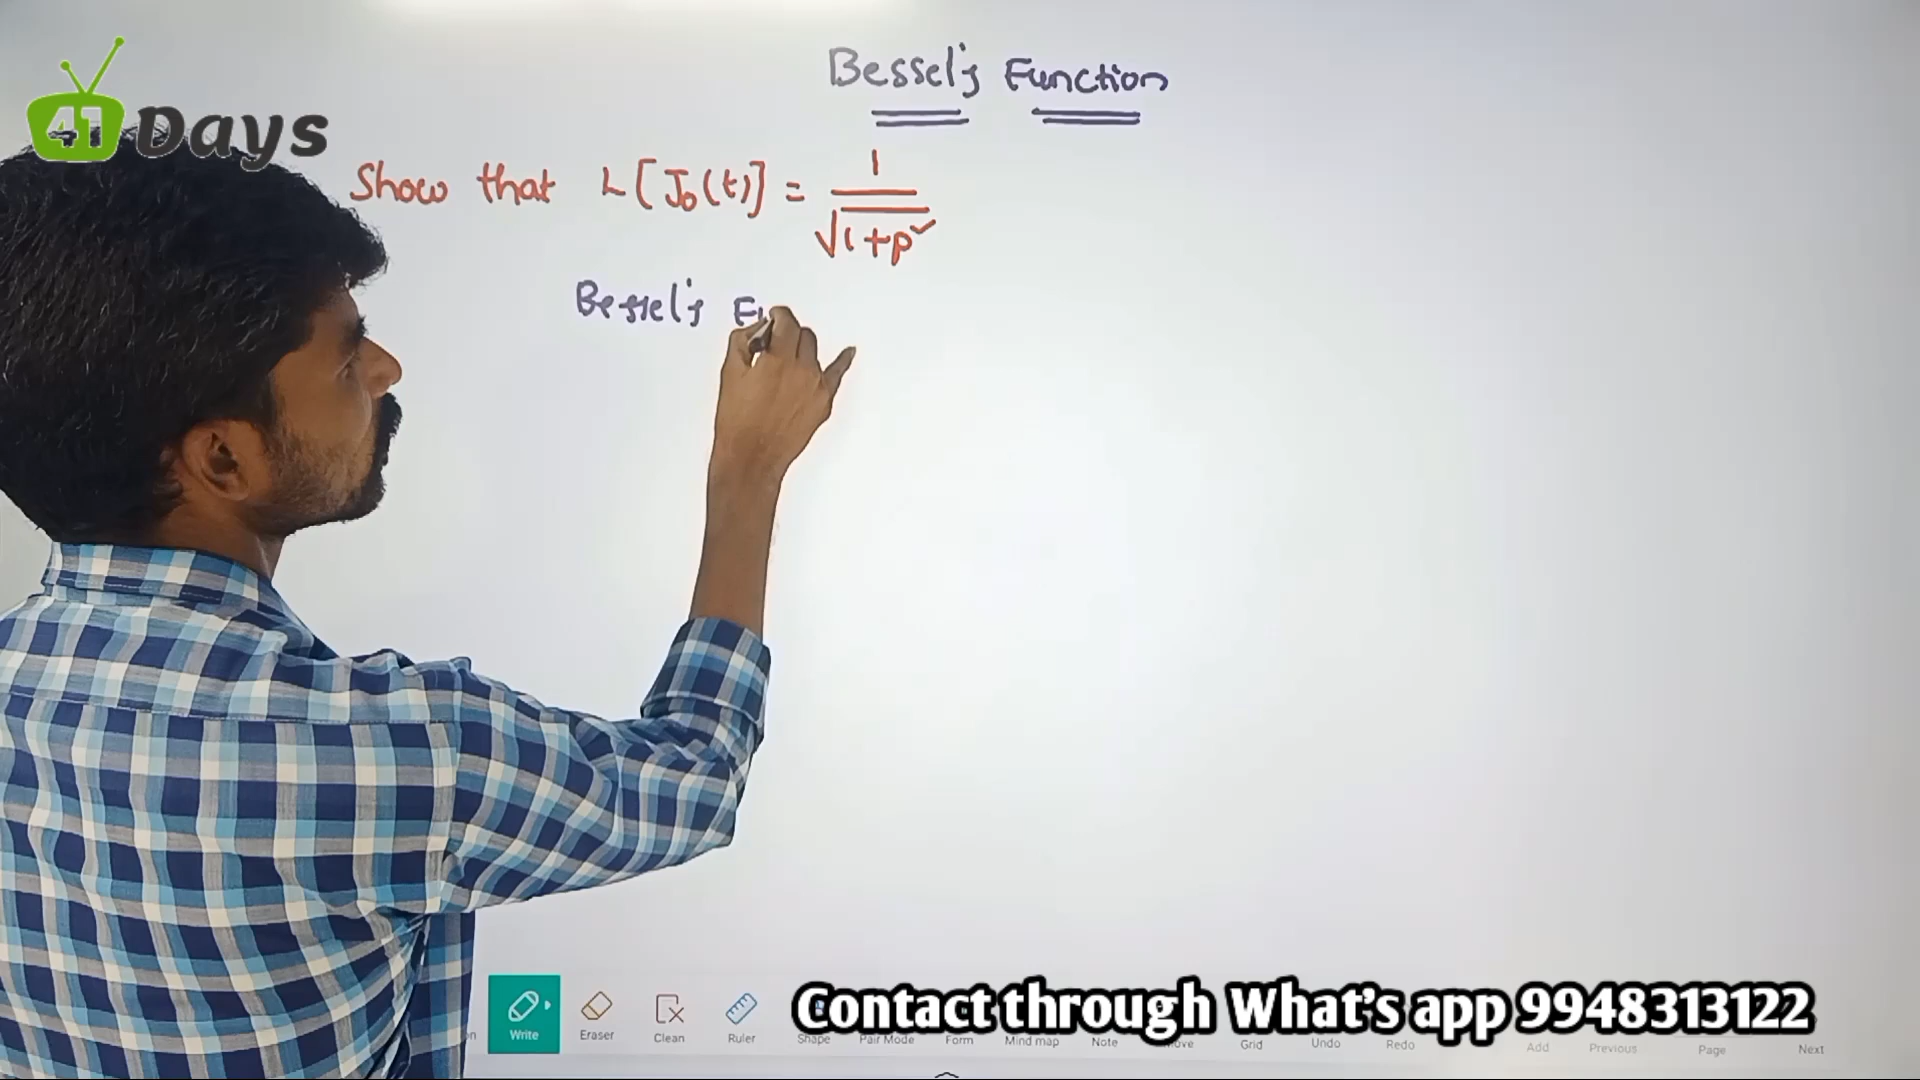 Bessel's Function
41 Days
Show that L[J₀(t)] = 1/√(1+p²)
Bessel's Fu
Contact through What's app 9948313122
Write Eraser Clean Ruler Shape Pair Mode Form Mind map Note Grid Undo Redo Add Previous Page Next